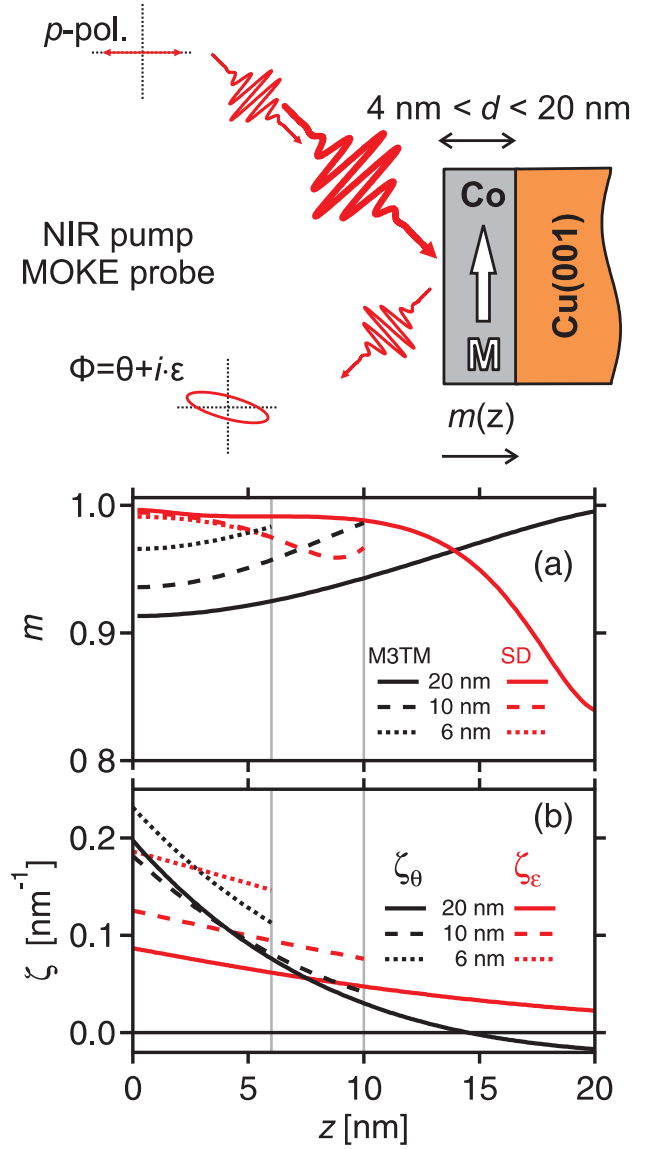 p-pol.
4 nm < d < 20 nm
Co
Cu(001)
NIR pump
MOKE probe
M
Φ=θ+i·ε
m(z)
1.0
0.9
0 8
m
(a)
M3TM SD
20 nm
10 nm
6 nm
0.2
0.1
0.0
ζ [nm⁻¹]
(b)
ζθ ζε
20 nm
10 nm
6 nm
0 5 10 15 20
z [nm]